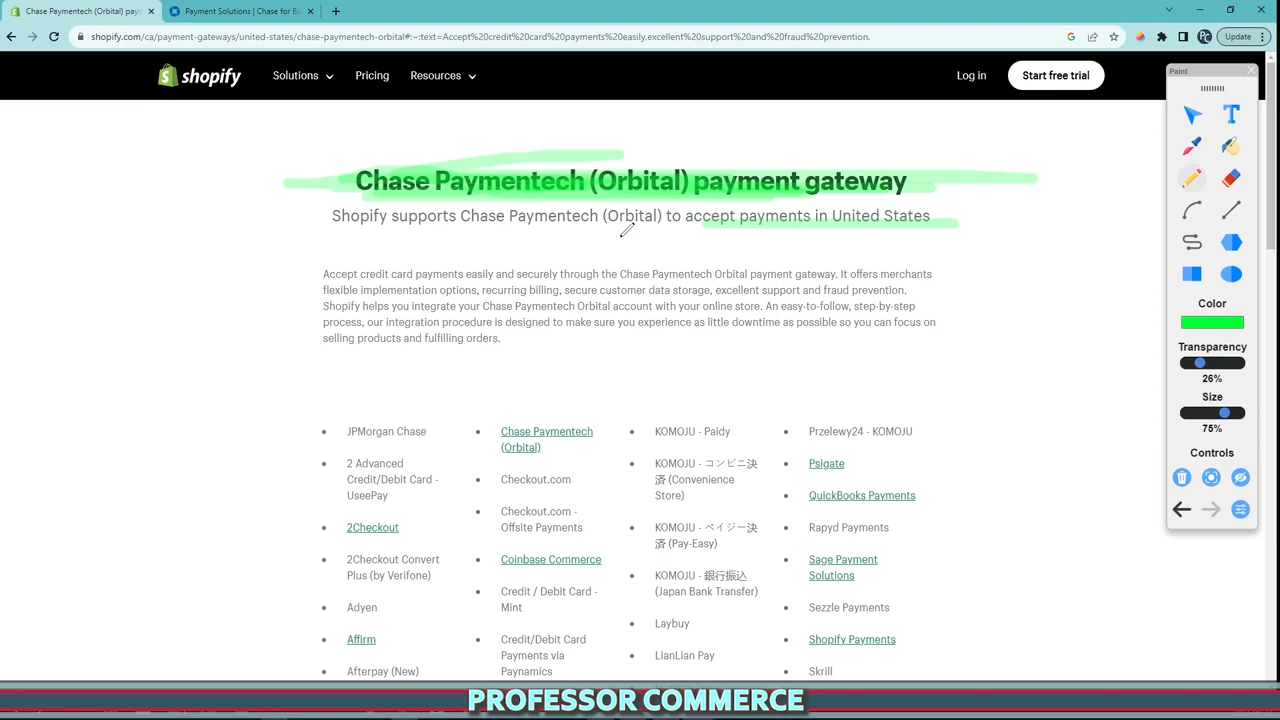 Chase Paymentech (Orbital) paym
Payment Solutions | Chase for Bu
shopify.com/ca/payment-gateways/united-states/chase-paymentech-orbital#:~:text=Accept%20credit%20card%20payments%20easily,excellent%20support%20and%20fraud%20prevention.
Update
shopify
Solutions
Pricing
Resources
Log in
Start free trial
Paint
Chase Paymentech (Orbital) payment gateway
Shopify supports Chase Paymentech (Orbital) to accept payments in United States
Accept credit card payments easily and securely through the Chase Paymentech Orbital payment gateway. It offers merchants
flexible implementation options, recurring billing, secure customer data storage, excellent support and fraud prevention.
Shopify helps you integrate your Chase Paymentech Orbital account with your online store. An easy-to-follow, step-by-step
process, our integration procedure is designed to make sure you experience as little downtime as possible so you can focus on
selling products and fulfilling orders.
JPMorgan Chase
2 Advanced
Credit/Debit Card -
UseePay
2Checkout
2Checkout Convert
Plus (by Verifone)
Adyen
Affirm
Afterpay (New)
Chase Paymentech
(Orbital)
Checkout.com
Checkout.com -
Offsite Payments
Coinbase Commerce
Credit / Debit Card -
Mint
Credit/Debit Card
Payments via
Paynamics
KOMOJU - Paidy
KOMOJU - コンビニ決
済 (Convenience
Store)
KOMOJU - ペイジー決
済 (Pay-Easy)
KOMOJU - 銀行振込
(Japan Bank Transfer)
Laybuy
LianLian Pay
Przelewy24 - KOMOJU
Psigate
QuickBooks Payments
Rapyd Payments
Sage Payment
Solutions
Sezzle Payments
Shopify Payments
Skrill
Color
Transparency
26%
Size
75%
Controls
PROFESSOR COMMERCE